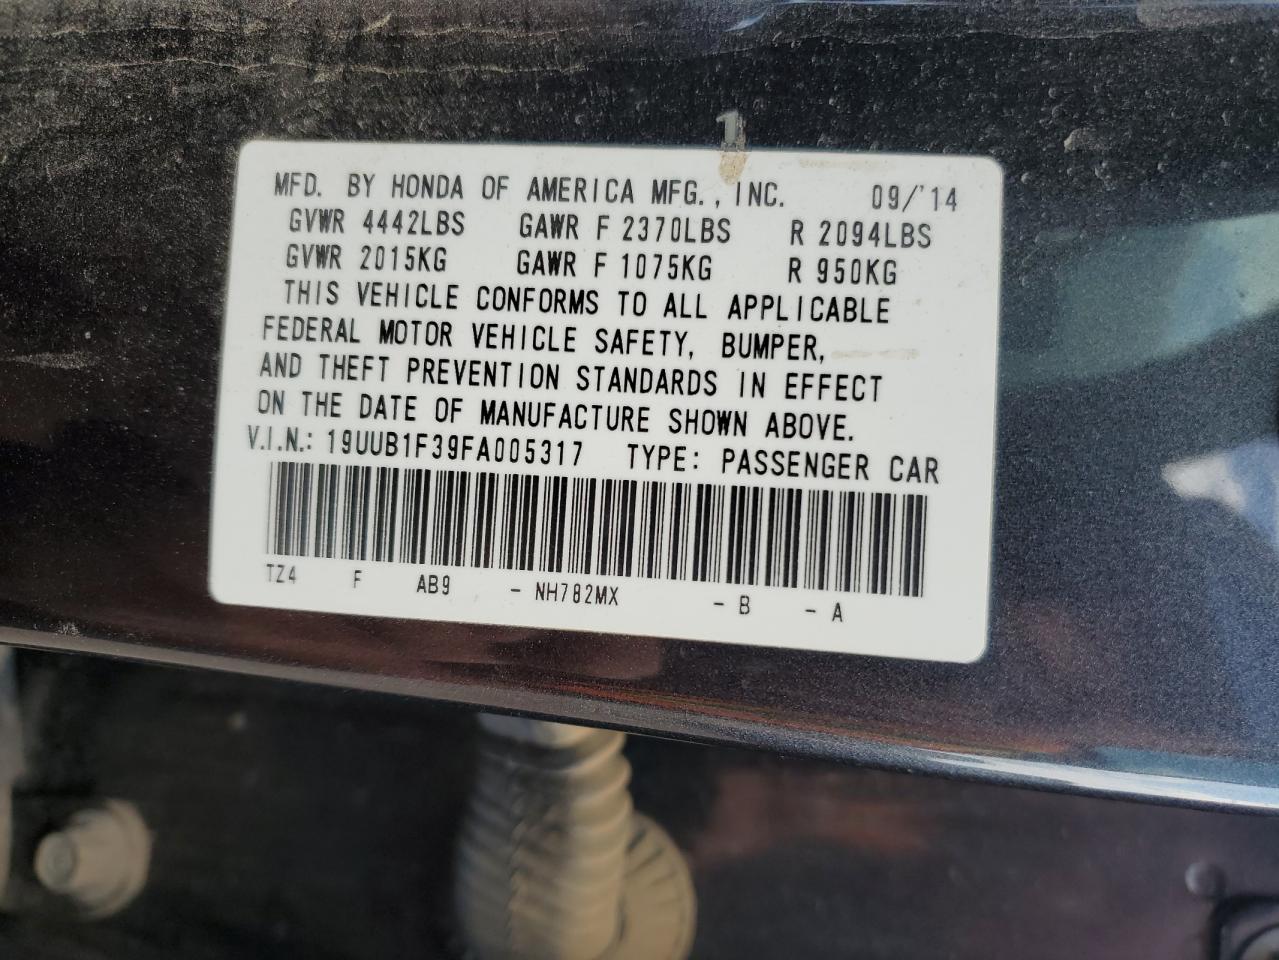 1
MFD. BY HONDA OF AMERICA MFG., INC. 09/'14
GVWR 4442LBS GAWR F 2370LBS R 2094LBS
GVWR 2015KG GAWR F 1075KG R 950KG
THIS VEHICLE CONFORMS TO ALL APPLICABLE
FEDERAL MOTOR VEHICLE SAFETY, BUMPER,
AND THEFT PREVENTION STANDARDS IN EFFECT
ON THE DATE OF MANUFACTURE SHOWN ABOVE.
V.I.N.: 19UUB1F39FA005317 TYPE: PASSENGER CAR
TZ4 F AB9 - NH782MX - B - A